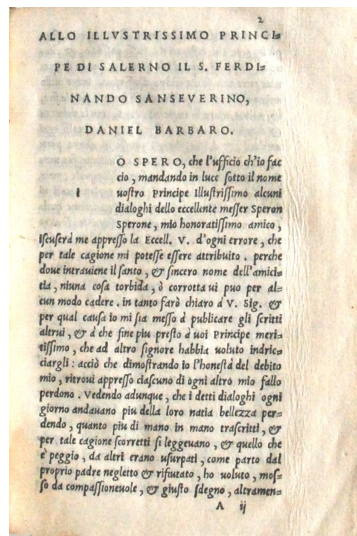 2
ALLO ILLVSTRISSIMO PRINCI=
PE DI SALERNO IL S. FERDI=
NANDO SANSEVERINO,
DANIEL BARBARO.
O SPERO, che l'ufficio ch'io fac
cio, mandando in luce sotto il nome
i uostro Principe Illustrissimo alcuni
dialoghi dello eccellente messer Speron
Sperone, mio honoratissimo amico,
iscuserà me appresso la Eccell. V. d'ogni errore, che
per tale cagione mi potesse essere attribuito. perche
doue intrauiene il santo, & sincero nome dell'amici=
tia, niuna cosa torbida, ò corrotta ui puo per al=
cun modo cadere. in tanto farò chiaro à V. Sig. &
per qual causa io mi sia messo à publicare gli scritti
altrui, & à che fine piu presto à uoi Principe meri=
tissimo, che ad altro signore habbia uoluto indric=
ciargli: acciò che dimostrando io l'honestà del debito
mio, ritroui appresso ciascuno di ogni altro mio fallo
perdono. Vedendo adunque, che i detti dialoghi ogni
giorno andauano piu della loro natia bellezza per=
dendo, quanto piu di mano in mano trascritti, &
per tale cagione scorretti si leggeuano, & quello che
è peggio, da altri erano usurpati, come parto dal
proprio padre negletto & rifiutato, ho uoluto, mos=
so da compassioneuole, & giusto sdegno, altramen=
A ij